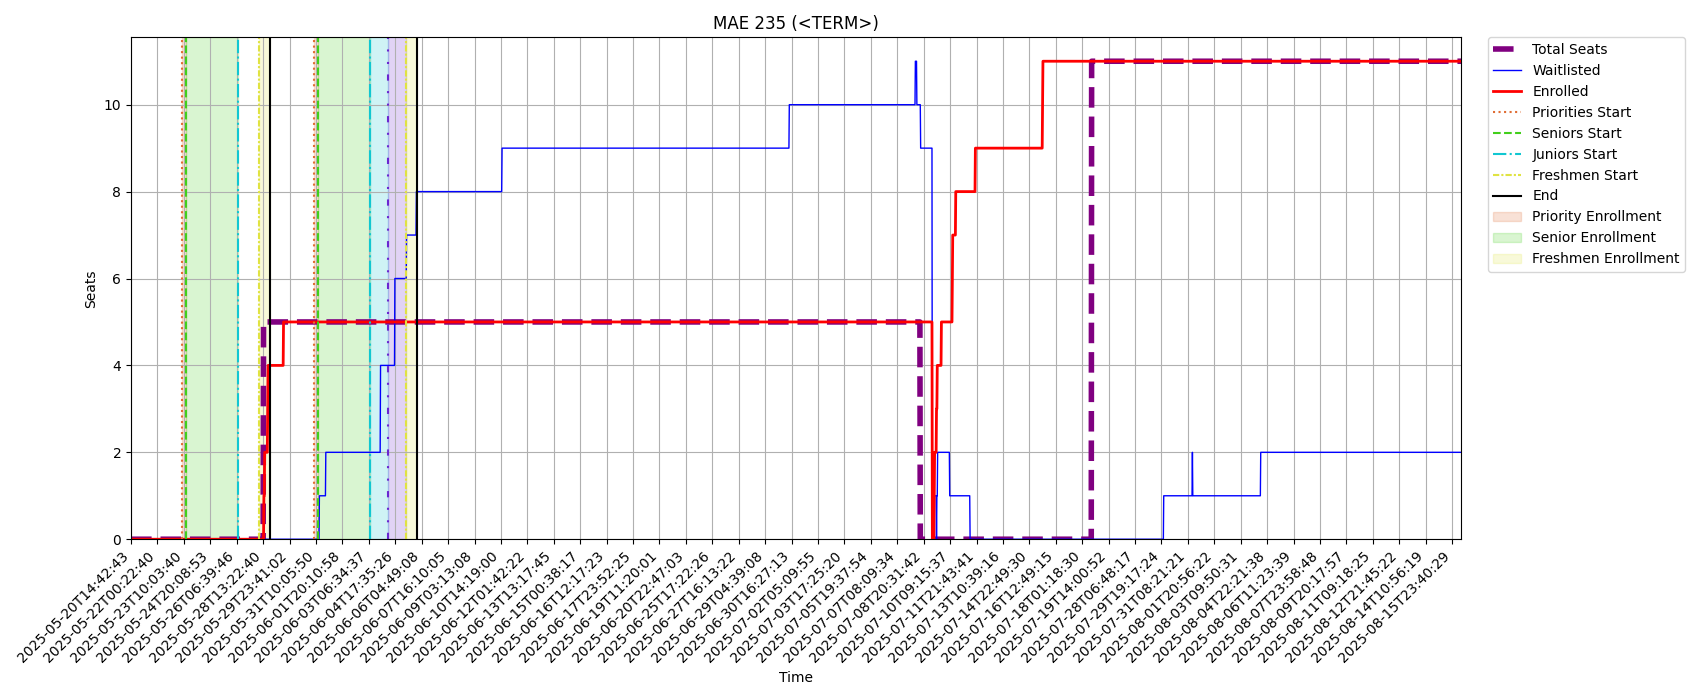 MAE 235 (<TERM>)
Total Seats
Waitlisted
Enrolled
Priorities Start
Seniors Start
Juniors Start
Freshmen Start
End
Priority Enrollment
Senior Enrollment
Freshmen Enrollment
Seats
10
8
6
4
2
0
2025-05-20T14:42:43
2025-05-22T00:22:40
2025-05-23T10:03:40
2025-05-24T20:08:53
2025-05-26T06:39:46
2025-05-28T13:22:40
2025-05-29T23:41:02
2025-05-31T10:05:50
2025-06-01T20:10:58
2025-06-03T06:34:37
2025-06-04T17:35:26
2025-06-06T04:49:08
2025-06-07T16:10:05
2025-06-09T03:13:08
2025-06-10T14:19:00
2025-06-12T01:42:22
2025-06-13T13:17:45
2025-06-15T00:38:17
2025-06-16T12:17:23
2025-06-17T23:52:25
2025-06-19T11:20:01
2025-06-20T22:47:03
2025-06-25T17:22:26
2025-06-27T16:13:22
2025-06-29T04:39:08
2025-06-30T16:27:13
2025-07-02T05:09:55
2025-07-03T17:25:20
2025-07-05T19:37:54
2025-07-07T08:09:34
2025-07-08T20:31:42
2025-07-10T09:15:37
2025-07-11T23:43:41
2025-07-13T10:39:16
2025-07-14T22:49:30
2025-07-16T12:49:15
2025-07-18T01:18:30
2025-07-19T14:00:52
2025-07-28T06:48:17
2025-07-29T19:17:24
2025-07-31T08:21:21
2025-08-01T20:56:22
2025-08-03T09:50:31
2025-08-04T22:21:38
2025-08-06T11:23:39
2025-08-07T23:58:48
2025-08-09T20:17:57
2025-08-11T09:18:25
2025-08-12T21:45:22
2025-08-14T10:56:19
2025-08-15T23:40:29
Time